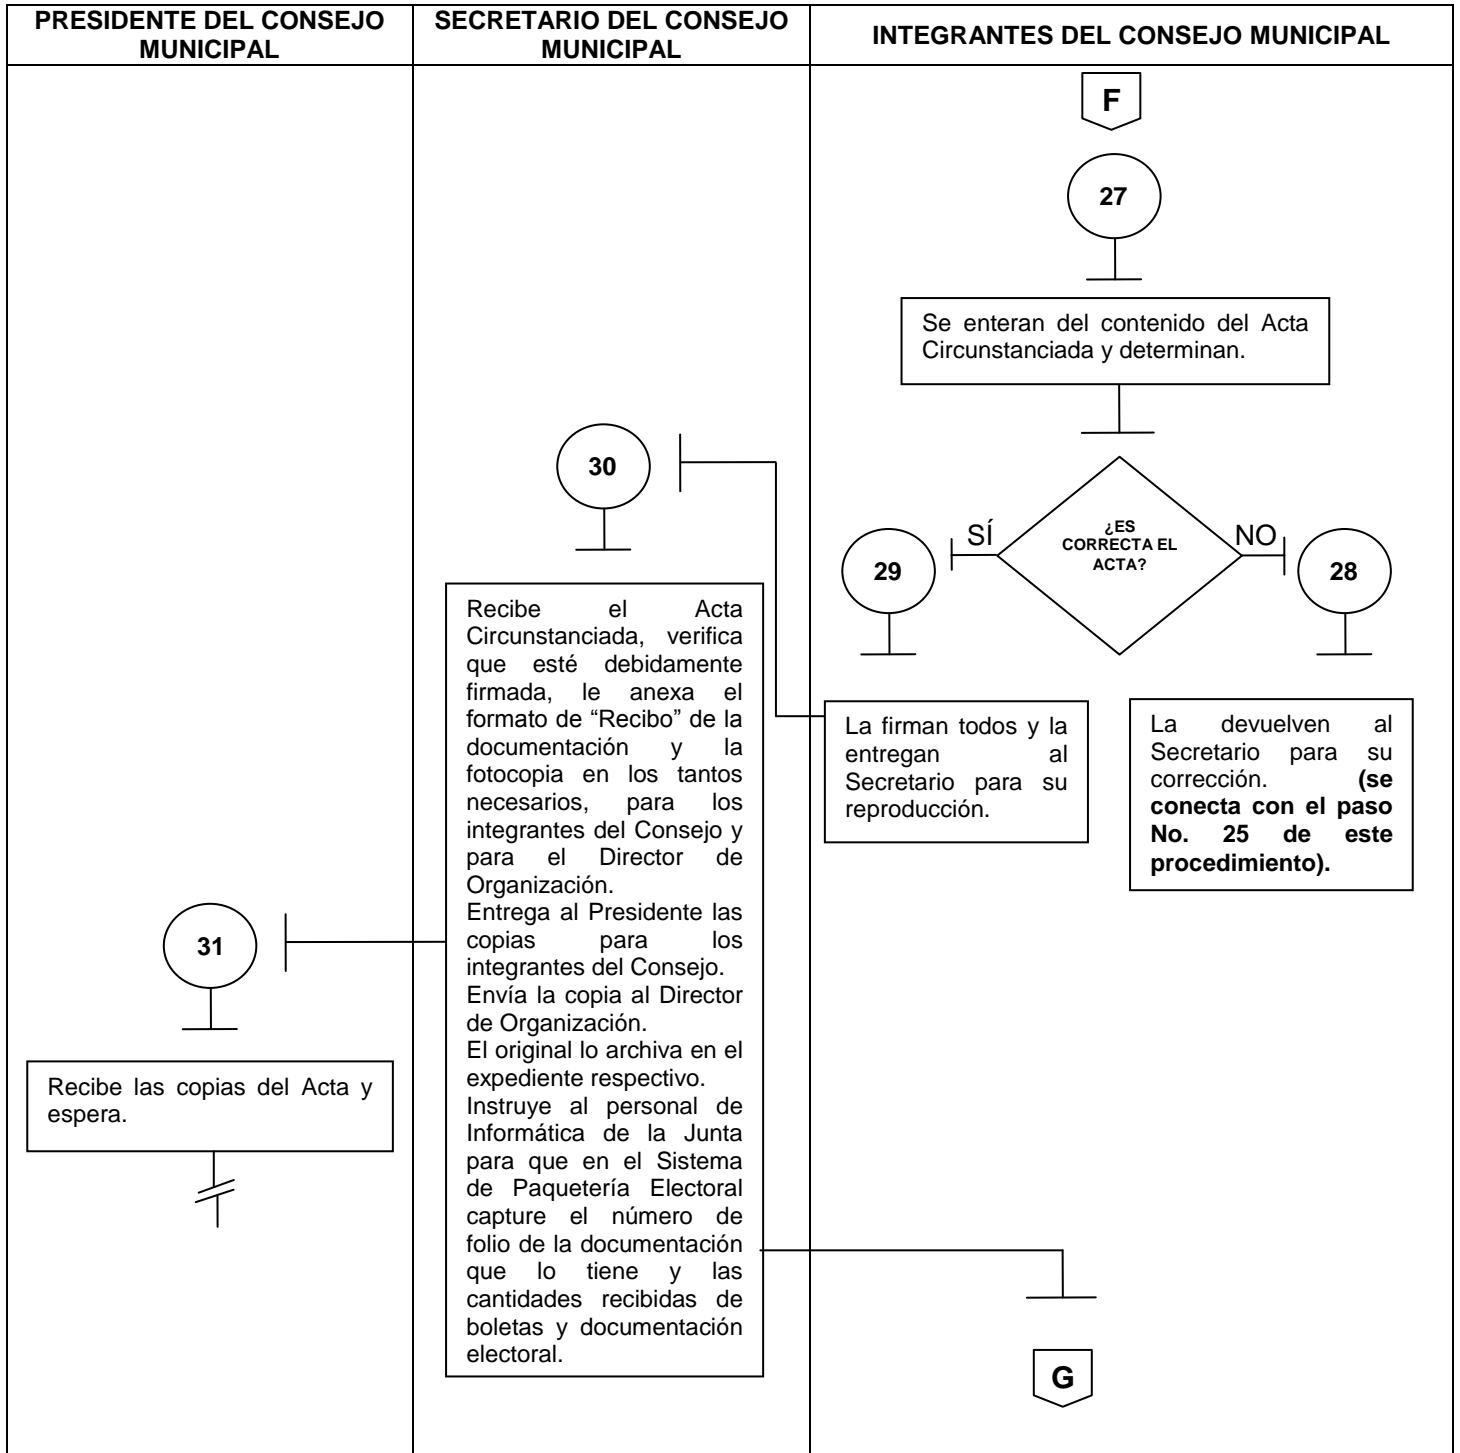 PRESIDENTE DEL CONSEJO
MUNICIPAL
SECRETARIO DEL CONSEJO
MUNICIPAL
INTEGRANTES DEL CONSEJO MUNICIPAL
F
27
Se enteran del contenido del Acta
Circunstanciada y determinan.
¿ES
CORRECTA EL
ACTA?
SÍ
NO
29
28
La firman todos y la
entregan al
Secretario para su
reproducción.
La devuelven al
Secretario para su
corrección. (se
conecta con el paso
No. 25 de este
procedimiento).
30
Recibe el Acta
Circunstanciada, verifica
que esté debidamente
firmada, le anexa el
formato de “Recibo” de la
documentación y la
fotocopia en los tantos
necesarios, para los
integrantes del Consejo y
para el Director de
Organización.
Entrega al Presidente las
copias para los
integrantes del Consejo.
Envía la copia al Director
de Organización.
El original lo archiva en el
expediente respectivo.
Instruye al personal de
Informática de la Junta
para que en el Sistema
de Paquetería Electoral
capture el número de
folio de la documentación
que lo tiene y las
cantidades recibidas de
boletas y documentación
electoral.
31
Recibe las copias del Acta y
espera.
G